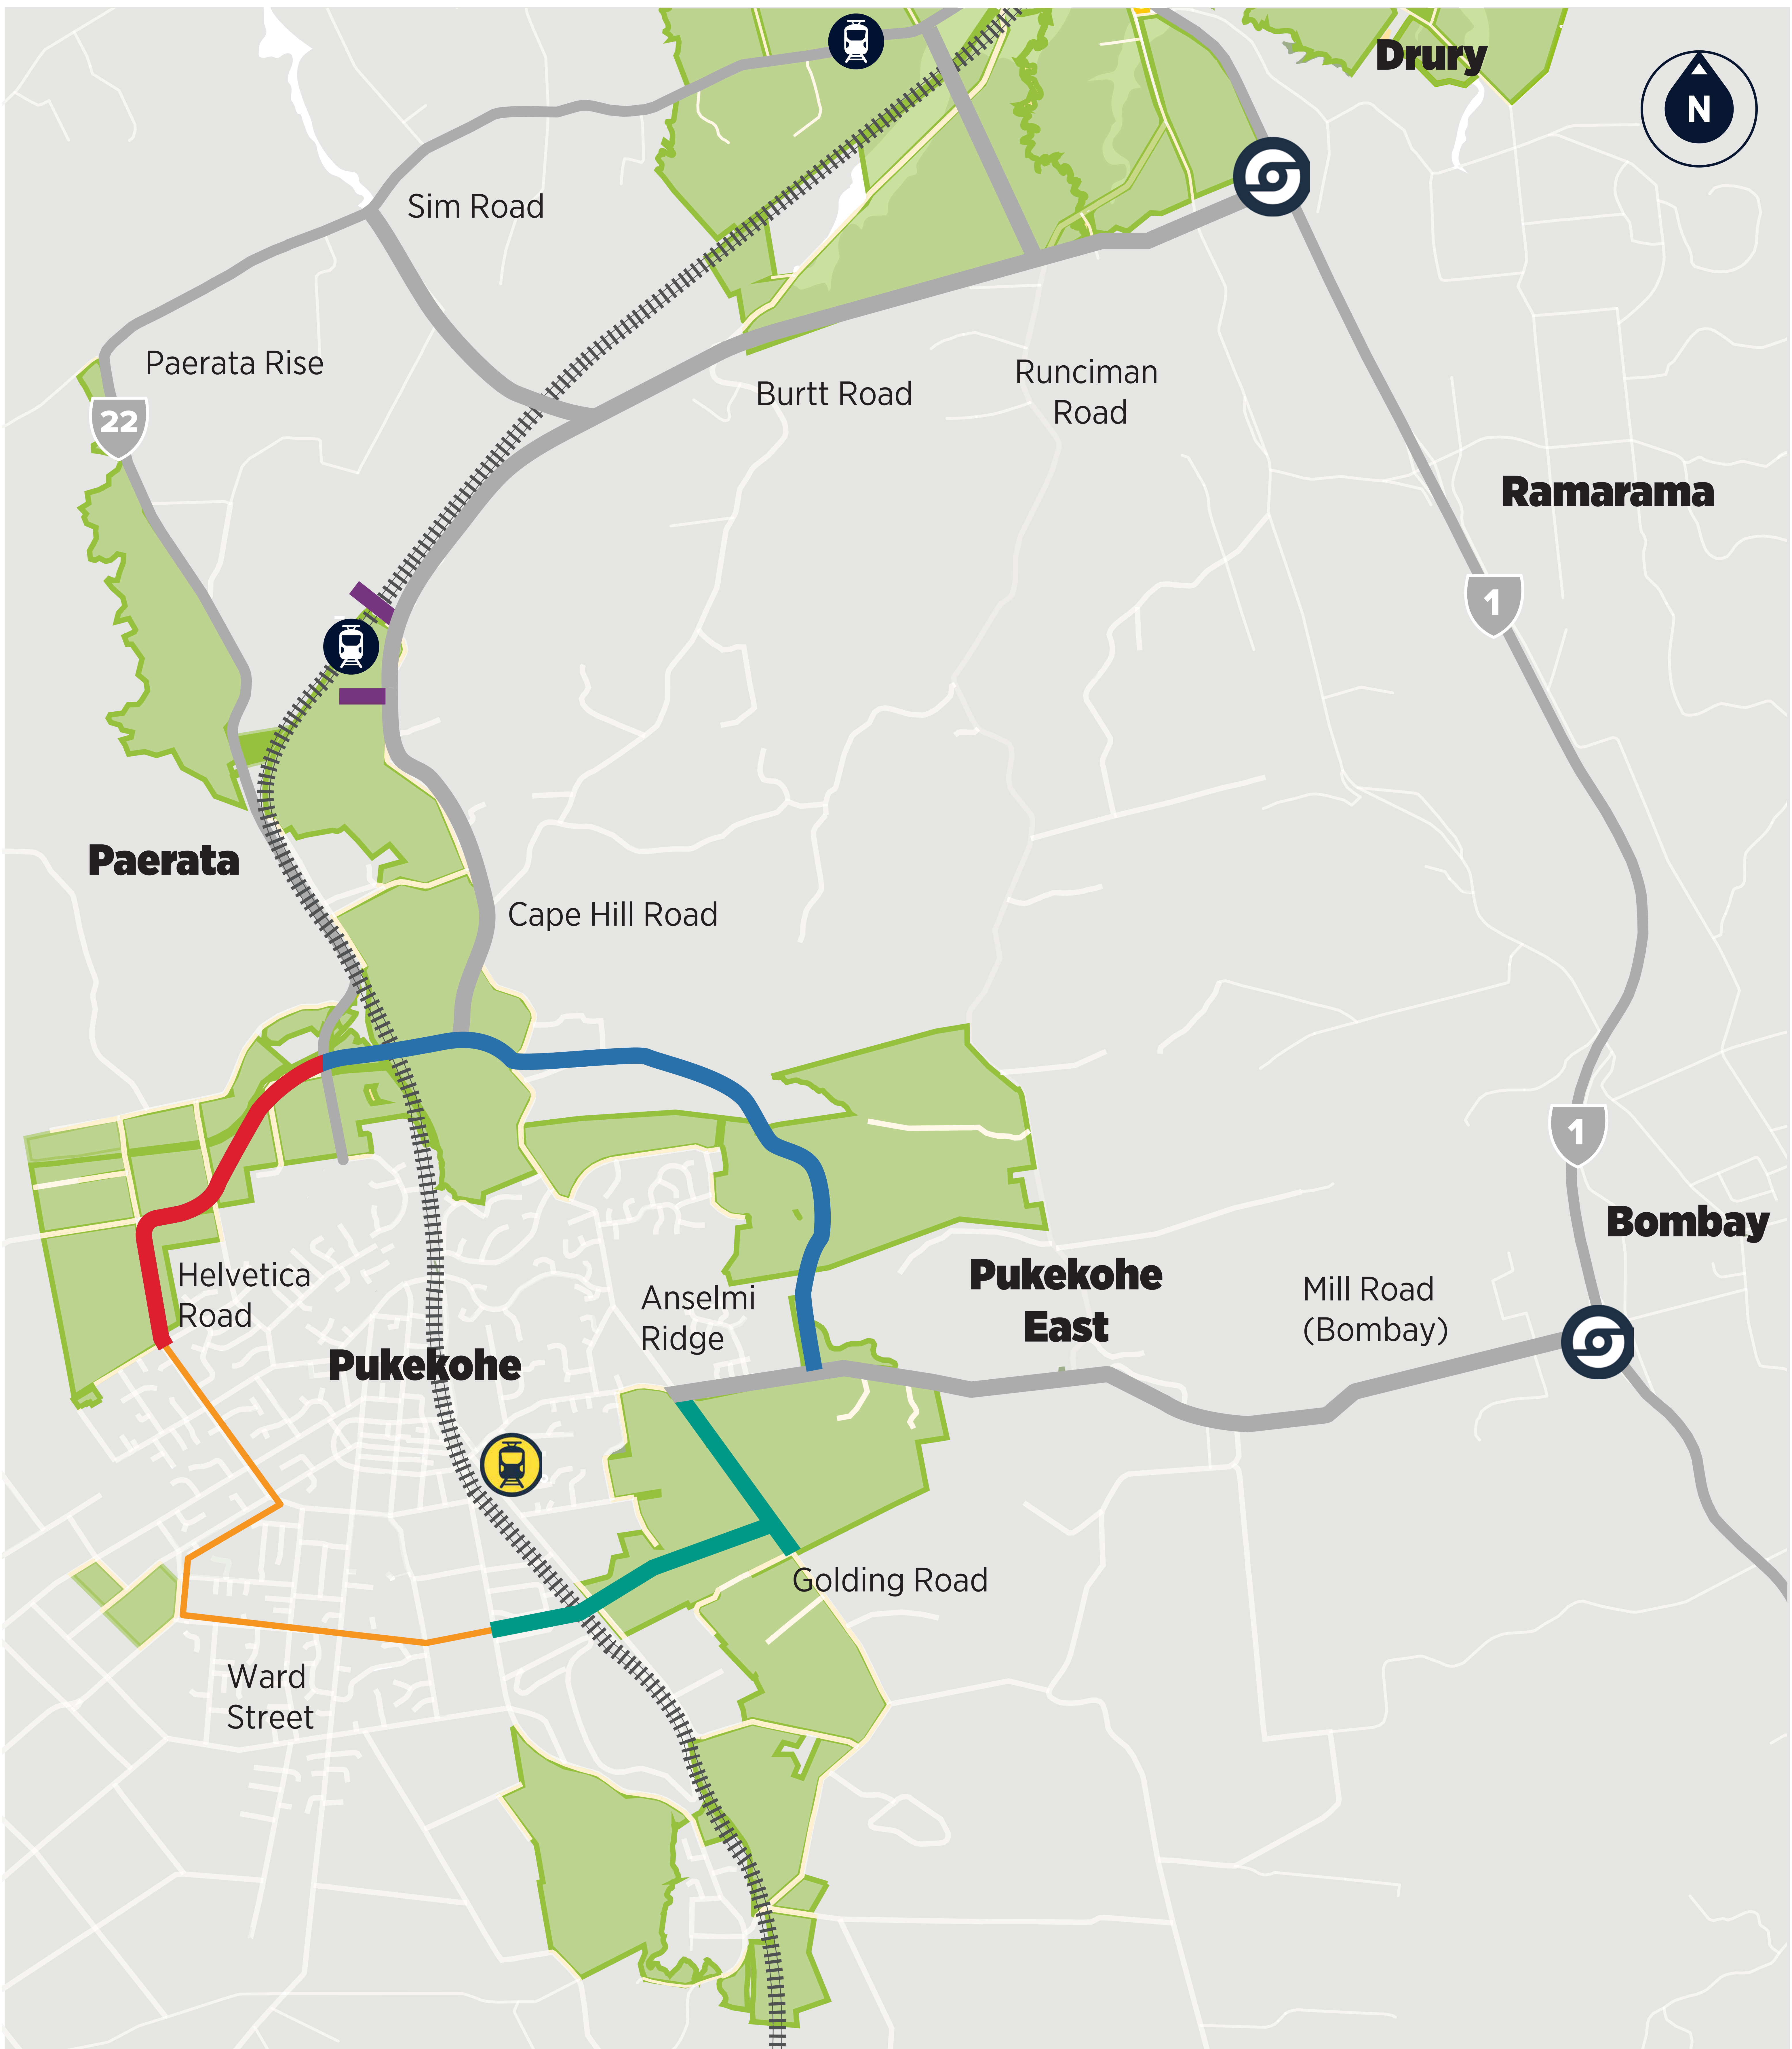 Drury
N
Sim Road
Paerata Rise
22
Burtt Road
Runciman
Road
Ramarama
1
Paerata
Cape Hill Road
1
Bombay
Helvetica
Road
Anselmi
Ridge
Pukekohe
East
Mill Road
(Bombay)
Pukekohe
Golding Road
Ward
Street